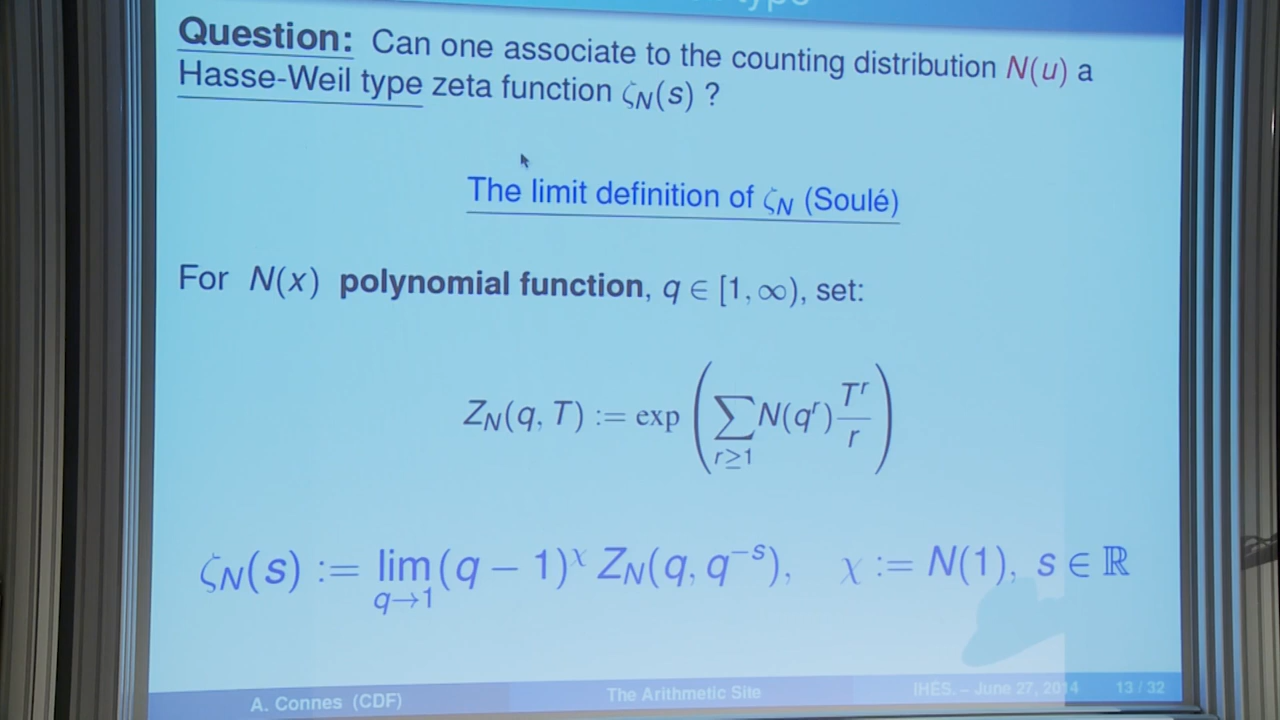 Question: Can one associate to the counting distribution N(u) a
Hasse-Weil type zeta function ζ_N(s) ?
The limit definition of ζ_N (Soulé)
For N(x) polynomial function, q ∈ [1, ∞), set:
Z_N(q, T) := exp ( ∑_{r≥1} N(q^r) T^r / r )
ζ_N(s) := lim_{q→1} (q − 1)^χ Z_N(q, q^{−s}), χ := N(1), s ∈ ℝ
A. Connes (CDF) The Arithmetic Site IHÉS. – June 27, 2014 13 / 32